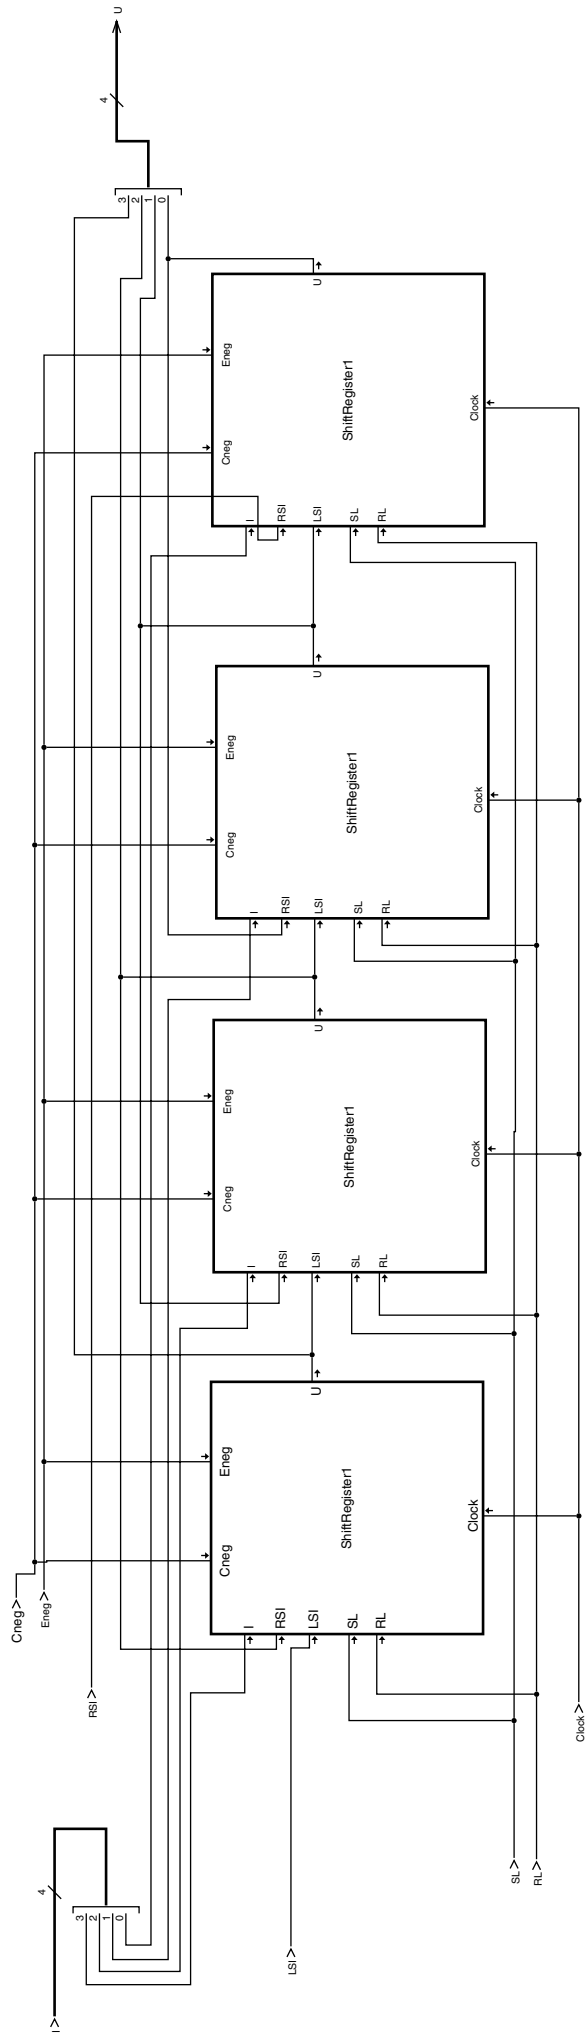 U
4
3
2
1
0
U
Eneg
Cneg
ShiftRegister1
Clock
I
RSI
LSI
SL
RL
U
Eneg
Cneg
ShiftRegister1
Clock
I
RSI
LSI
SL
RL
U
Eneg
Cneg
ShiftRegister1
Clock
I
RSI
LSI
SL
RL
U
Eneg
Cneg
ShiftRegister1
Clock
I
RSI
LSI
SL
RL
Cneg
Eneg
RSI
Clock
SL
RL
LSI
4
3
2
1
0
I